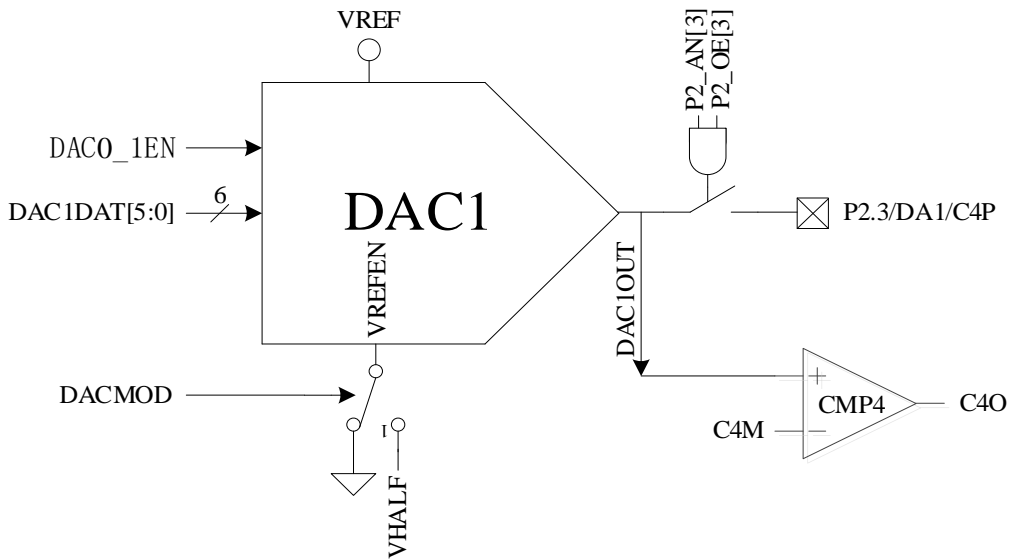 VREF
P2_AN[3]
P2_OE[3]
DAC0_1EN
DAC1DAT[5:0]
6
DAC1
P2.3/DA1/C4P
VREFEN
DAC1OUT
DACMOD
1
VHALF
+
CMP4
C4O
C4M